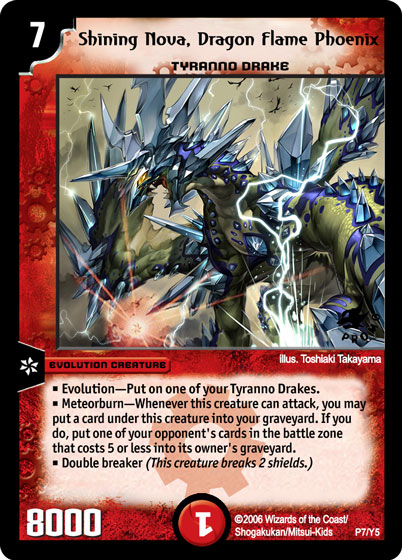 7
Shining Nova, Dragon Flame Phoenix
TYRANNO DRAKE
illus. Toshiaki Takayama
EVOLUTION CREATURE
▪ Evolution—Put on one of your Tyranno Drakes.
▪ Meteorburn—Whenever this creature can attack, you may
put a card under this creature into your graveyard. If you
do, put one of your opponent's cards in the battle zone
that costs 5 or less into its owner's graveyard.
▪ Double breaker (This creature breaks 2 shields.)
8000
1
©2006 Wizards of the Coast/
Shogakukan/Mitsui-Kids
P7/Y5